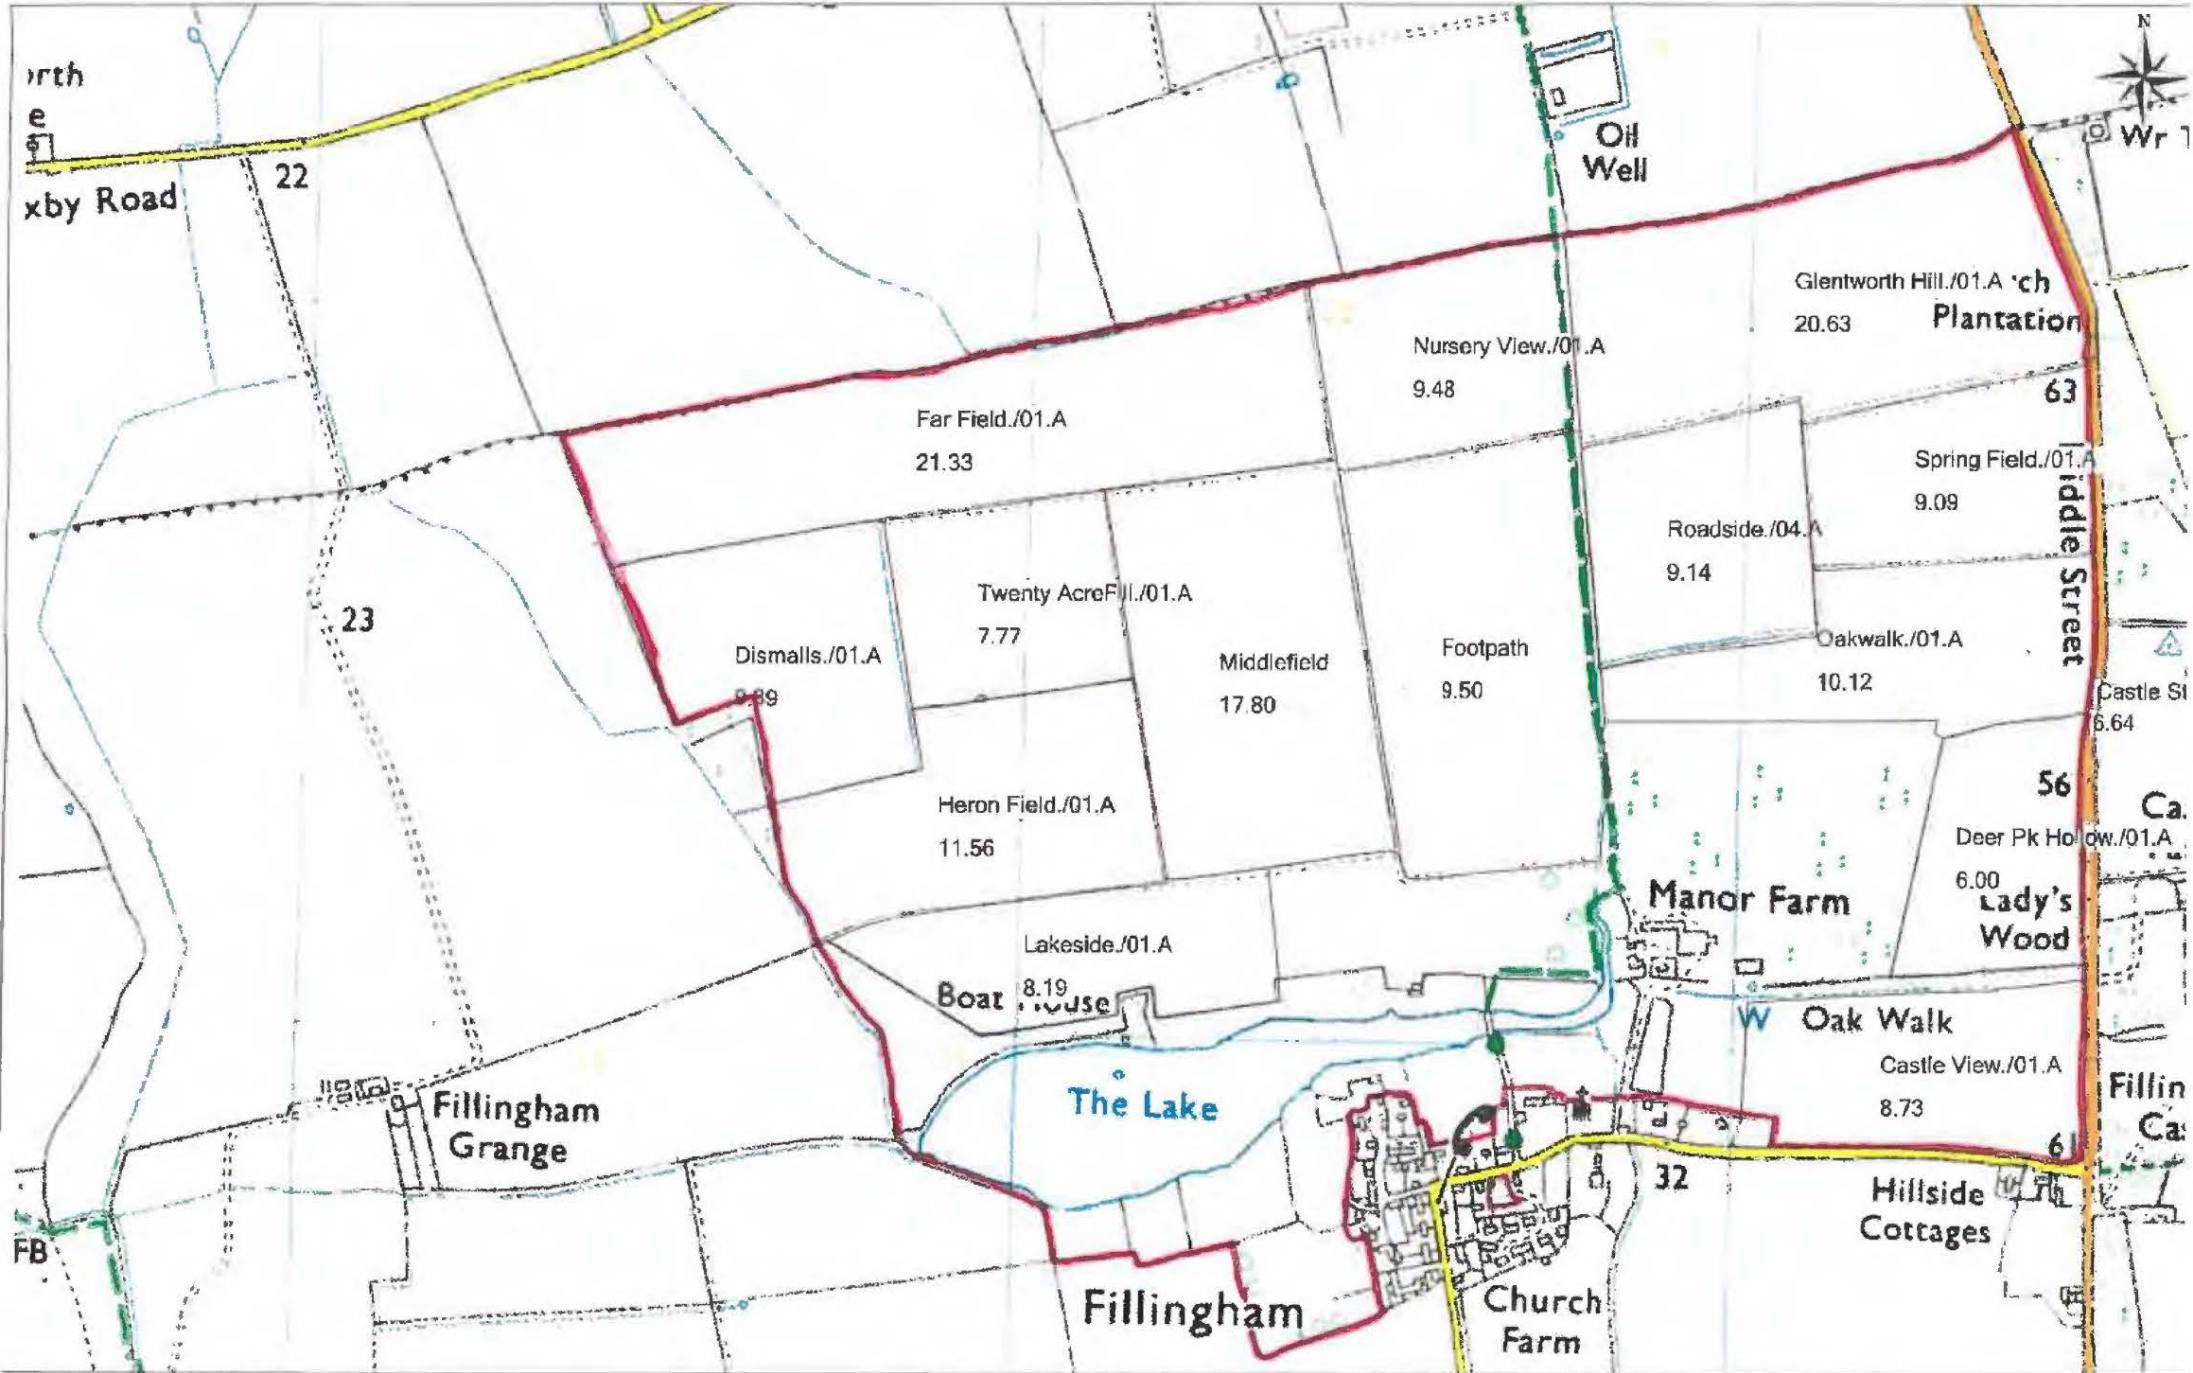 orth
e
N
Wr T
xby Road
22
Oil
Well
Glentworth Hill./01.A
20.63
ch
Plantation
Nursery View./01.A
9.48
63
Far Field./01.A
21.33
Spring Field./01.A
9.09
iddle Street
Roadside./04.A
9.14
Twenty AcreFill./01.A
7.77
23
Dismalls./01.A
Middlefield
17.80
Footpath
9.50
Oakwalk./01.A
10.12
Castle St
6.64
56
Ca
Heron Field./01.A
11.56
Deer Pk Hollow./01.A
6.00
Lady's
Wood
Manor Farm
Lakeside./01.A
8.19
Boat House
W
Oak Walk
Castle View./01.A
8.73
Fillin
Cas
The Lake
Fillingham
Grange
61
32
Hillside
Cottages
FB
Fillingham
Church
Farm